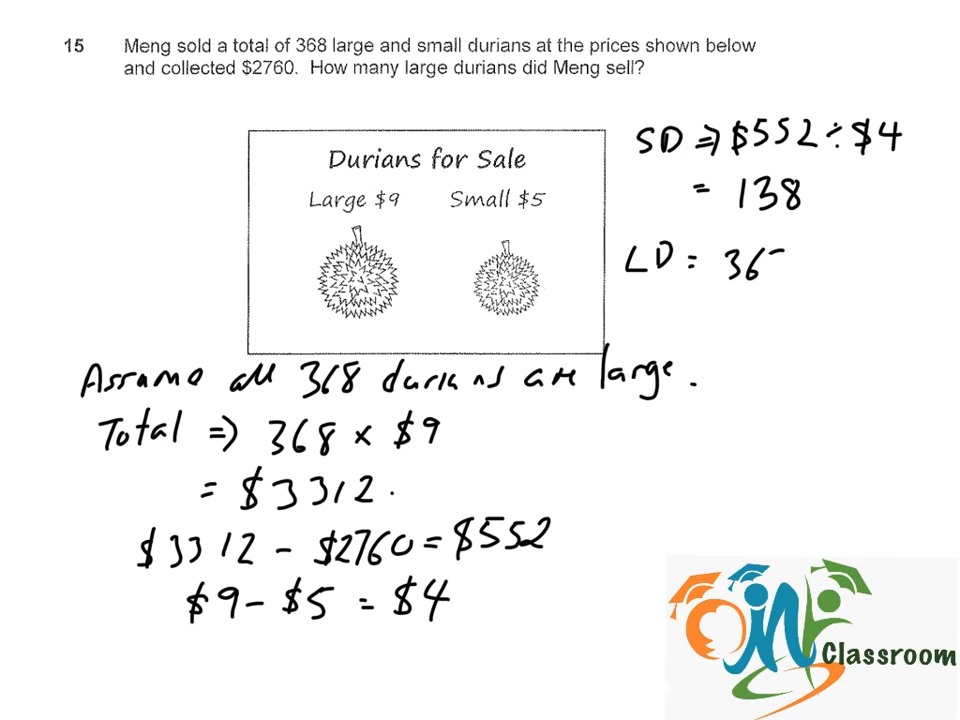 15 Meng sold a total of 368 large and small durians at the prices shown below
and collected $2760. How many large durians did Meng sell?
Durians for Sale
Large $9 Small $5
SD ⇒ $552 ÷ $4
= 138
LD = 36
Assume all 368 durians are large.
Total ⇒ 368 × $9
= $3312.
$3312 - $2760 = $552
$9 - $5 = $4
Classroom